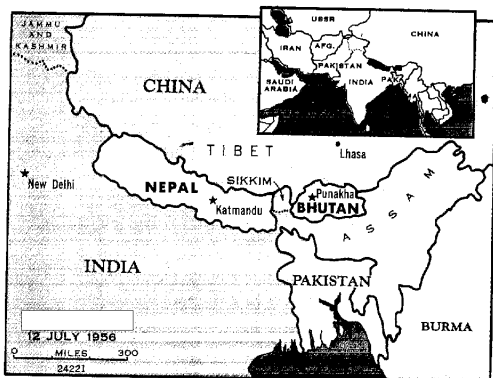 JAMMU
AND
KASHMIR
USSR
CHINA
IRAN
AFG.
PAKISTAN
SAUDI
ARABIA
INDIA
PAK
CHINA
TIBET
Lhasa
New Delhi
NEPAL
SIKKIM
Punakha
BHUTAN
Katmandu
ASSAM
INDIA
PAKISTAN
BURMA
12 JULY 1956
0 MILES 300
24221